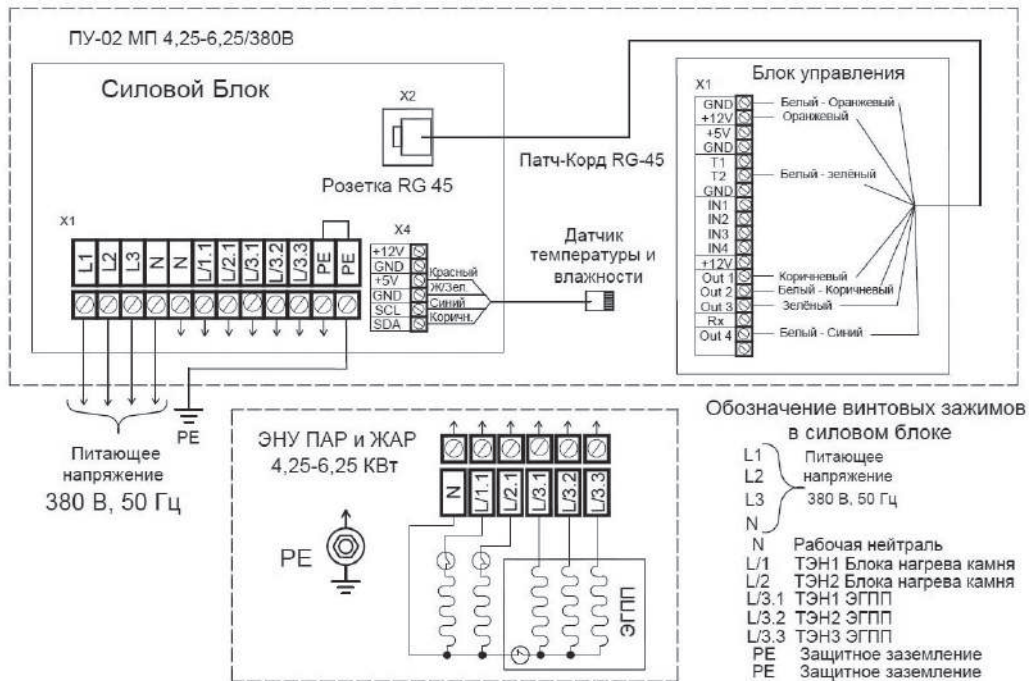 ПУ-02 МП 4,25-6,25/380В
Силовой Блок
X2
Розетка RG 45
Патч-Корд RG-45
Блок управления
X1
GND Белый - Оранжевый
+12V Оранжевый
+5V
GND
T1
T2 Белый - зелёный
GND
IN1
IN2
IN3
IN4
+12V
Out 1 Коричневый
Out 2 Белый - Коричневый
Out 3 Зелёный
Rx
Out 4 Белый - Синий
X1
L1 L2 L3 N N L/1.1 L/2.1 L/3.1 L/3.2 L/3.3 PE PE
X4
+12V
GND
+5V Красный
GND Ж/Зел.
SCL Синий
SDA Коричн.
Датчик
температуры и
влажности
PE
Питающее
напряжение
380 В, 50 Гц
ЭНУ ПАР и ЖАР
4,25-6,25 КВт
PE
N L/1.1 L/2.1 L/3.1 L/3.2 L/3.3
ЭГПП
Обозначение винтовых зажимов
в силовом блоке
L1 Питающее
L2 напряжение
L3 380 В, 50 Гц
N
N Рабочая нейтраль
L/1 ТЭН1 Блока нагрева камня
L/2 ТЭН2 Блока нагрева камня
L/3.1 ТЭН1 ЭГПП
L/3.2 ТЭН2 ЭГПП
L/3.3 ТЭН3 ЭГПП
PE Защитное заземление
PE Защитное заземление